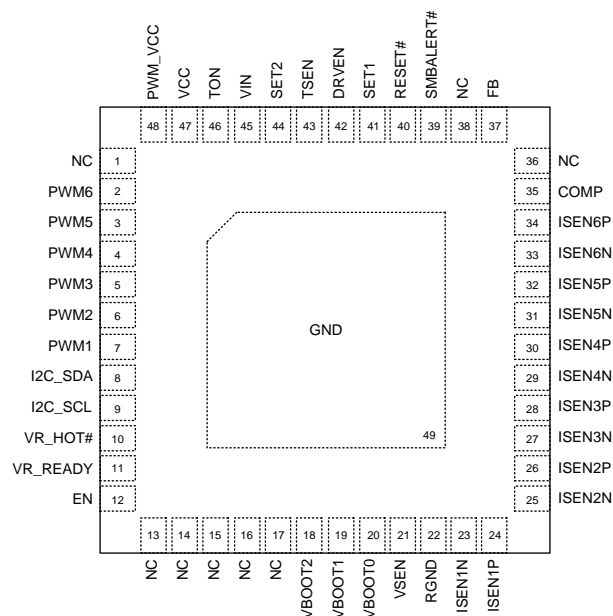 PWM_VCC
VCC
TON
VIN
SET2
TSEN
DRVEN
SET1
RESET#
SMBALERT#
NC
FB
48 47 46 45 44 43 42 41 40 39 38 37
NC 1
PWM6 2
PWM5 3
PWM4 4
PWM3 5
PWM2 6
PWM1 7
I2C_SDA 8
I2C_SCL 9
VR_HOT# 10
VR_READY 11
EN 12
GND
49
36 NC
35 COMP
34 ISEN6P
33 ISEN6N
32 ISEN5P
31 ISEN5N
30 ISEN4P
29 ISEN4N
28 ISEN3P
27 ISEN3N
26 ISEN2P
25 ISEN2N
13 14 15 16 17 18 19 20 21 22 23 24
NC
NC
NC
NC
NC
VBOOT2
VBOOT1
VBOOT0
VSEN
RGND
ISEN1N
ISEN1P